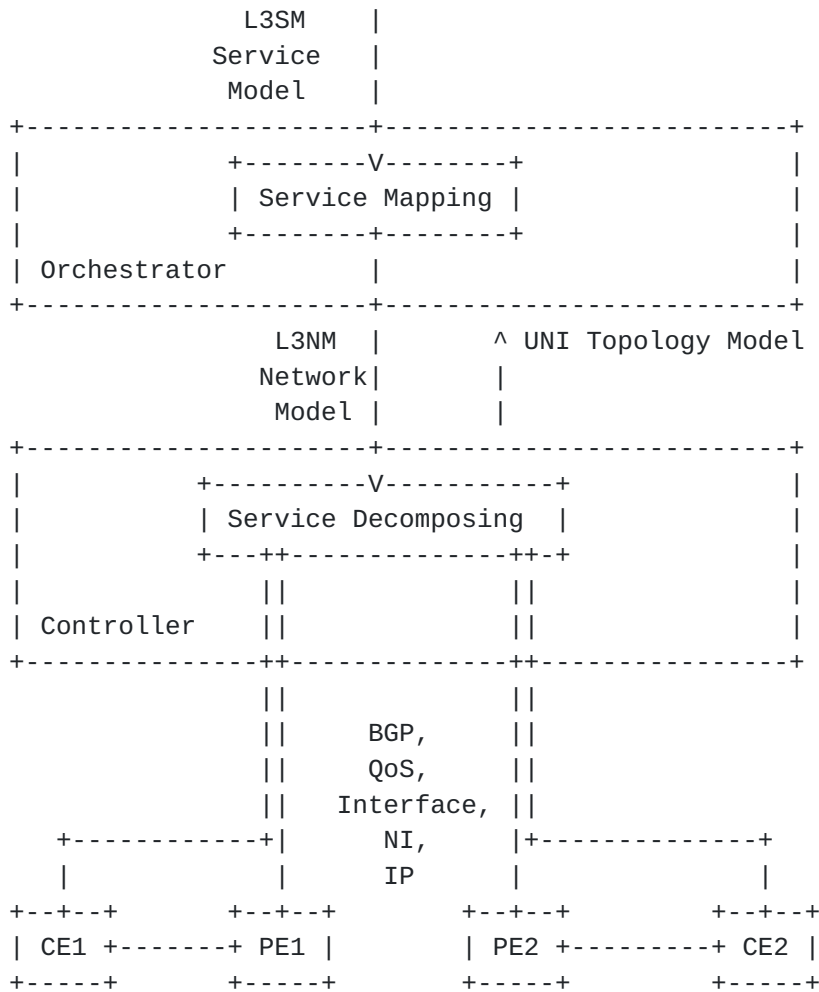 L3SM
Service
Model
Service Mapping
Orchestrator
L3NM ^ UNI Topology Model
Network
Model
Service Decomposing
Controller
BGP,
QoS,
Interface,
NI,
IP
CE1 PE1 PE2 CE2